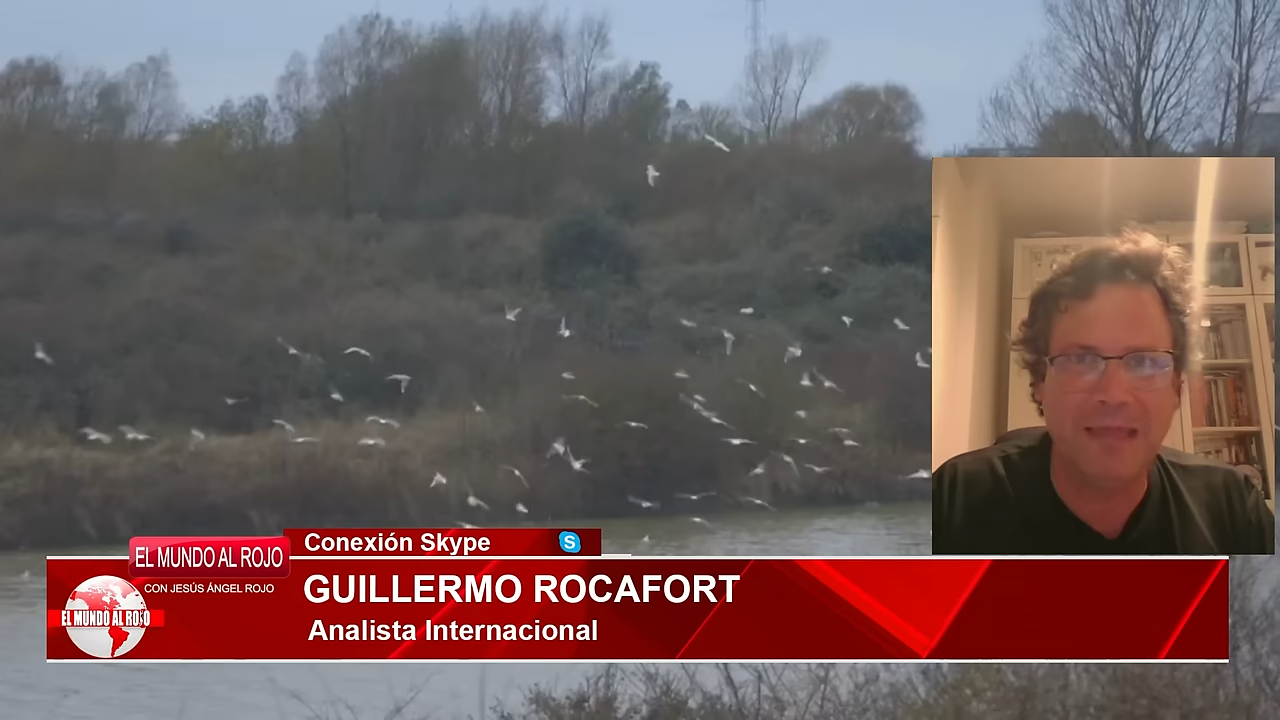 Conexión Skype
S
EL MUNDO AL ROJO
CON JESÚS ÁNGEL ROJO
GUILLERMO ROCAFORT
EL MUNDO AL ROJO
Analista Internacional